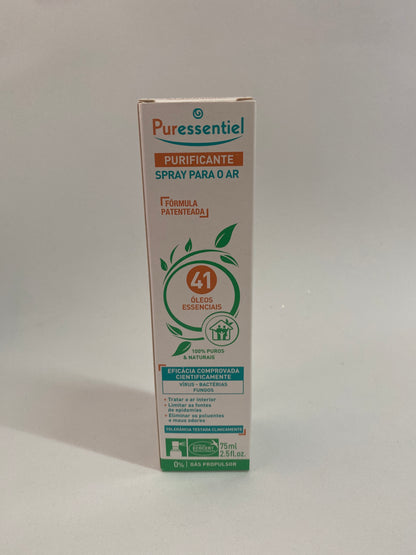 Puressentiel
PURIFICANTE
SPRAY PARA O AR
FÓRMULA
PATENTEADA
41
ÓLEOS
ESSENCIAIS
100% PUROS
& NATURAIS
EFICÁCIA COMPROVADA
CIENTIFICAMENTE
VÍRUS - BACTÉRIAS
FUNGOS
• Tratar o ar interior
• Limitar as fontes
de epidemias
• Eliminar os poluentes
e maus odores
TOLERÂNCIA TESTADA CLINICAMENTE
ECOCERT
75ml
2.5fl.oz.
0% GÁS PROPULSOR